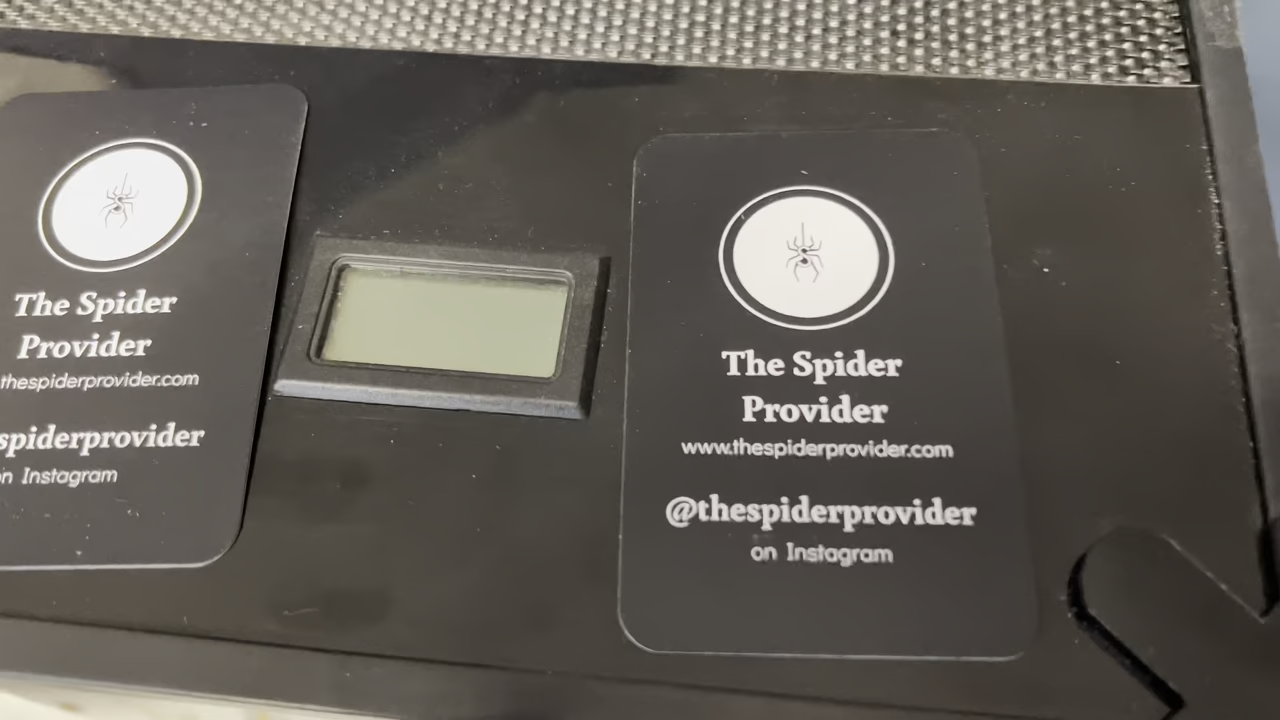 The Spider
Provider
thespiderprovider.com
spiderprovider
on Instagram
The Spider
Provider
www.thespiderprovider.com
@thespiderprovider
on Instagram